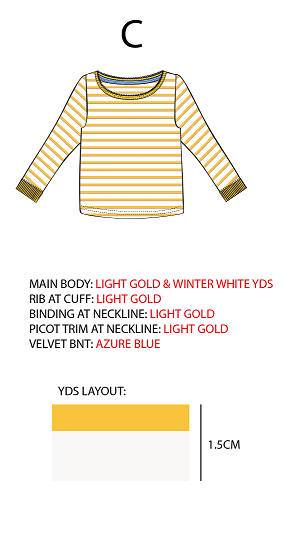 C
MAIN BODY: LIGHT GOLD & WINTER WHITE YDS
RIB AT CUFF: LIGHT GOLD
BINDING AT NECKLINE: LIGHT GOLD
PICOT TRIM AT NECKLINE: LIGHT GOLD
VELVET BNT: AZURE BLUE
YDS LAYOUT:
1.5CM